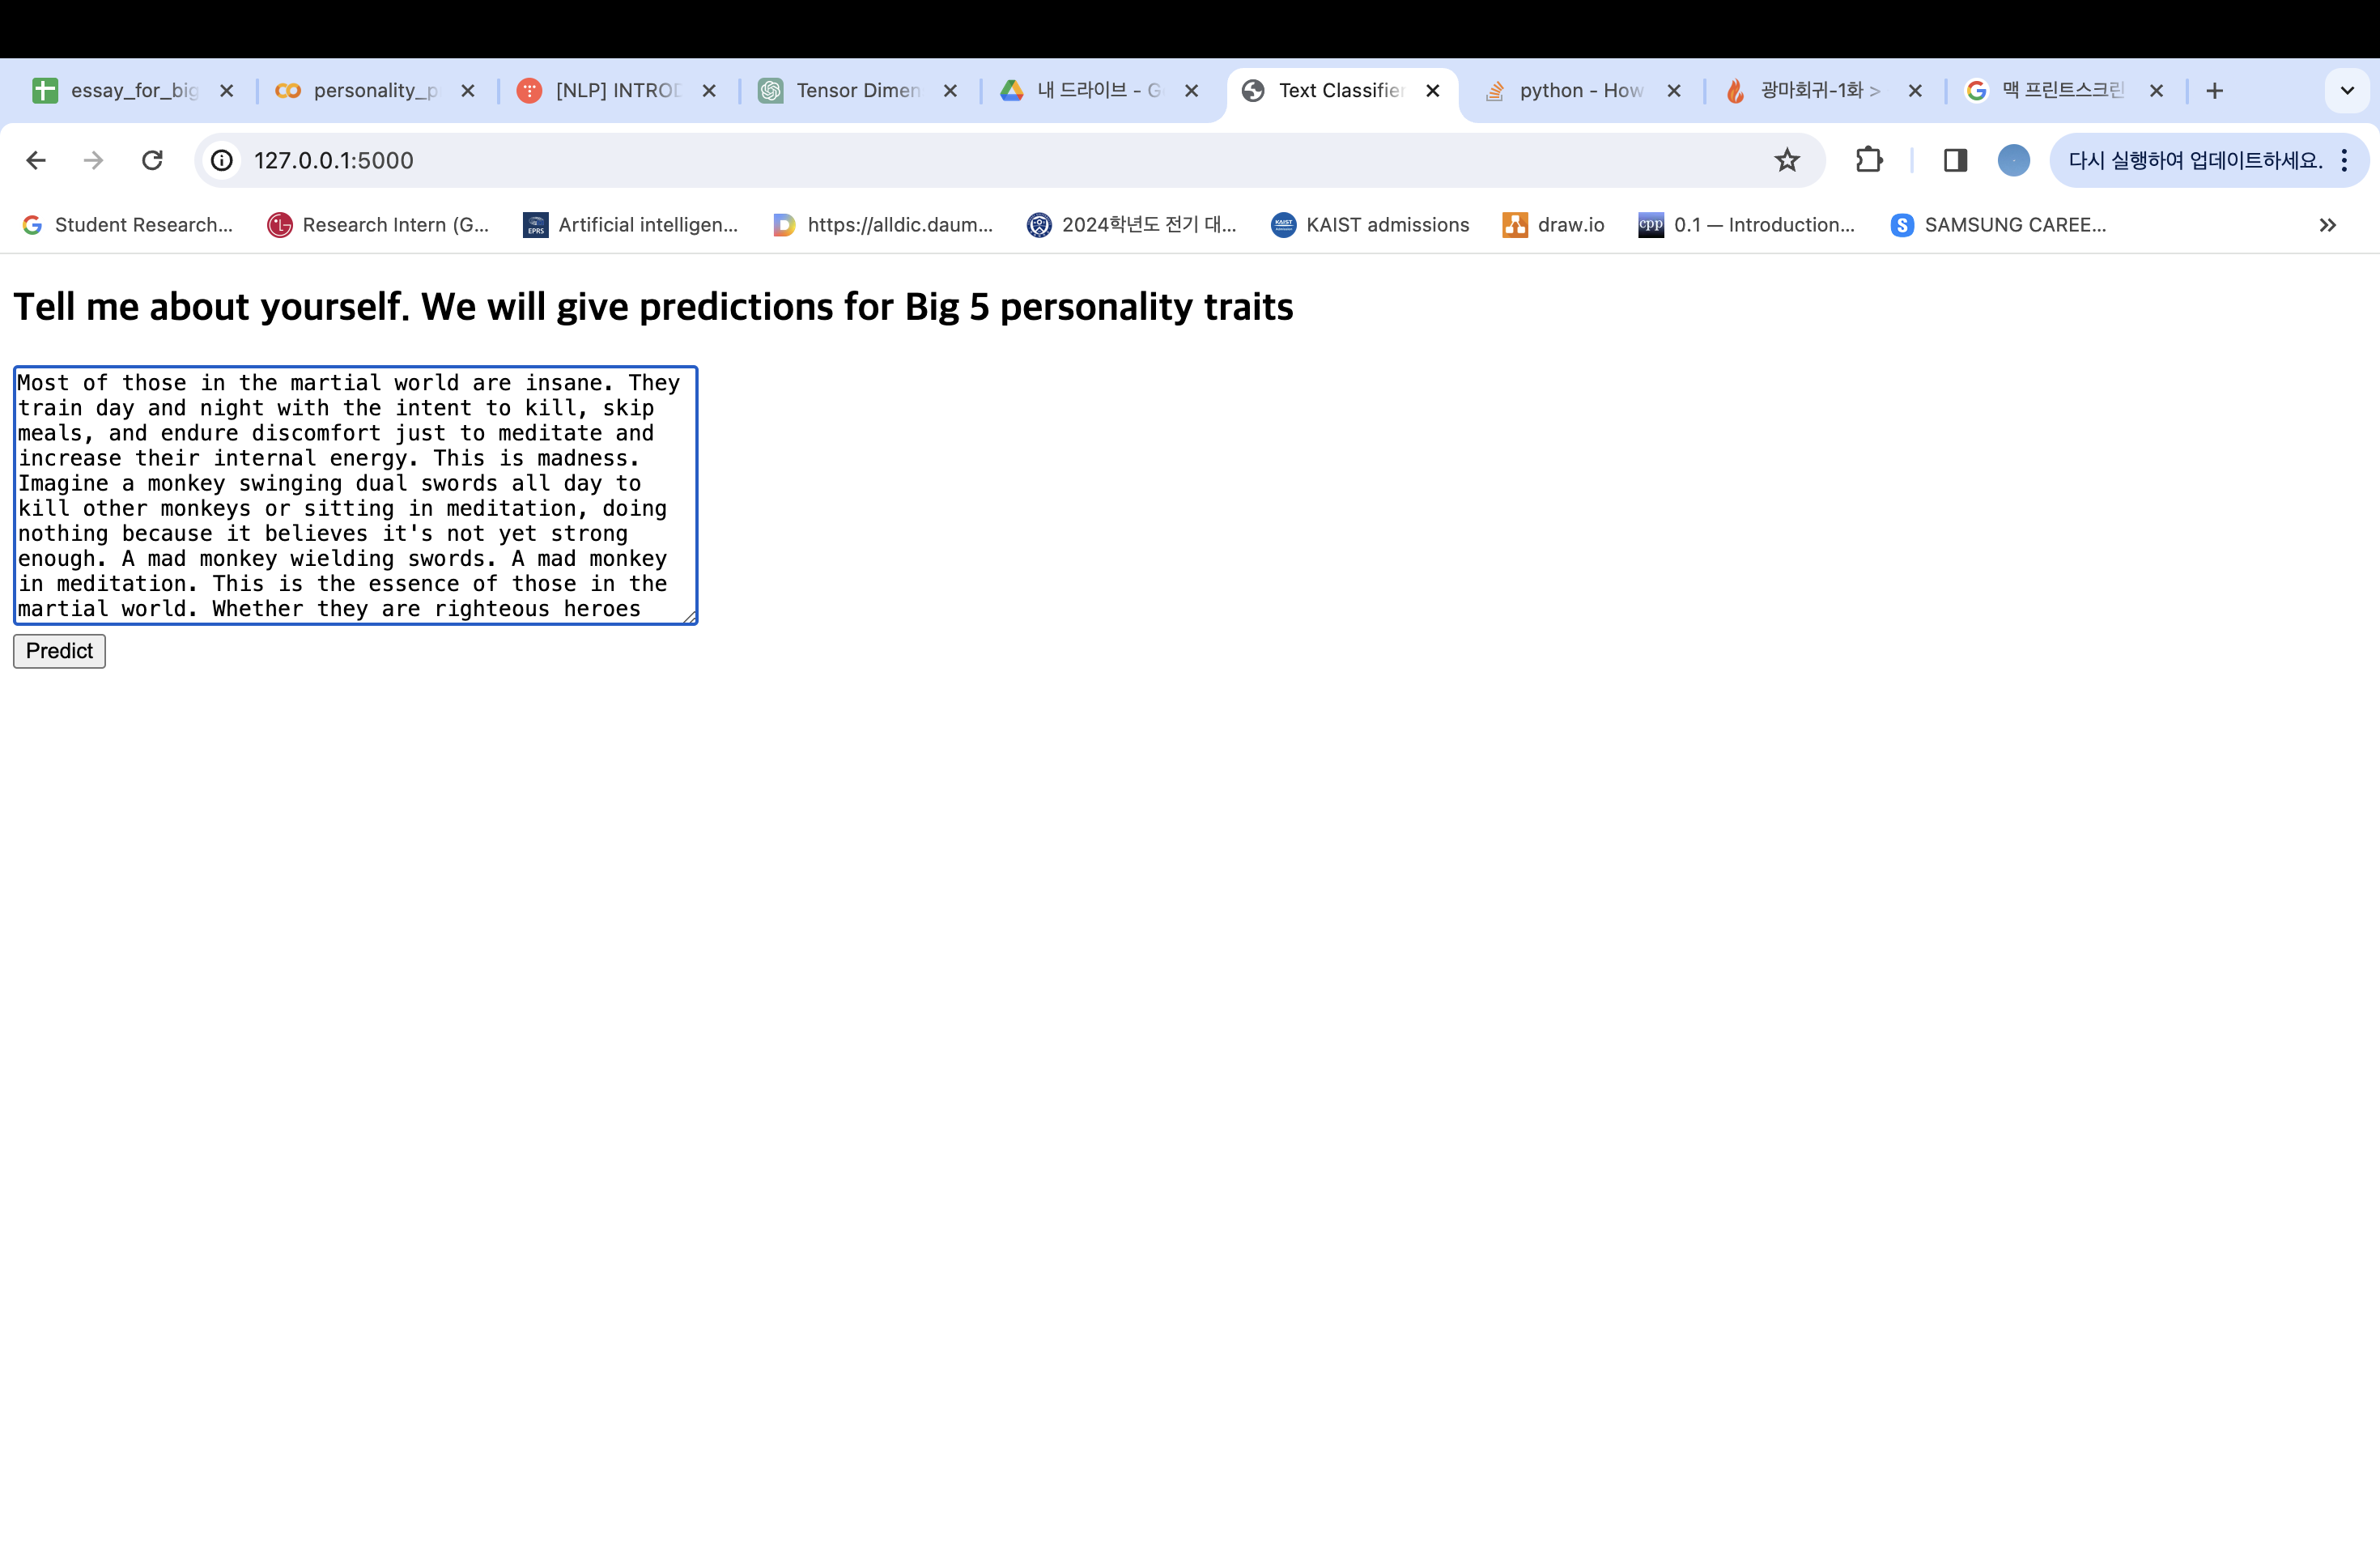 essay_for_big
personality_p
[NLP] INTROD
Tensor Dimen
내 드라이브 - G
Text Classifier
python - How
광마회귀-1화 >
맥 프린트스크린
127.0.0.1:5000
다시 실행하여 업데이트하세요.
Student Research...
Research Intern (G...
EPRS
Artificial intelligen...
https://alldic.daum...
2024학년도 전기 대...
KAIST
KAIST admissions
draw.io
cpp
0.1 — Introduction...
S
SAMSUNG CAREE...
Tell me about yourself. We will give predictions for Big 5 personality traits
Most of those in the martial world are insane. They
train day and night with the intent to kill, skip
meals, and endure discomfort just to meditate and
increase their internal energy. This is madness.
Imagine a monkey swinging dual swords all day to
kill other monkeys or sitting in meditation, doing
nothing because it believes it's not yet strong
enough. A mad monkey wielding swords. A mad monkey
in meditation. This is the essence of those in the
martial world. Whether they are righteous heroes
Predict